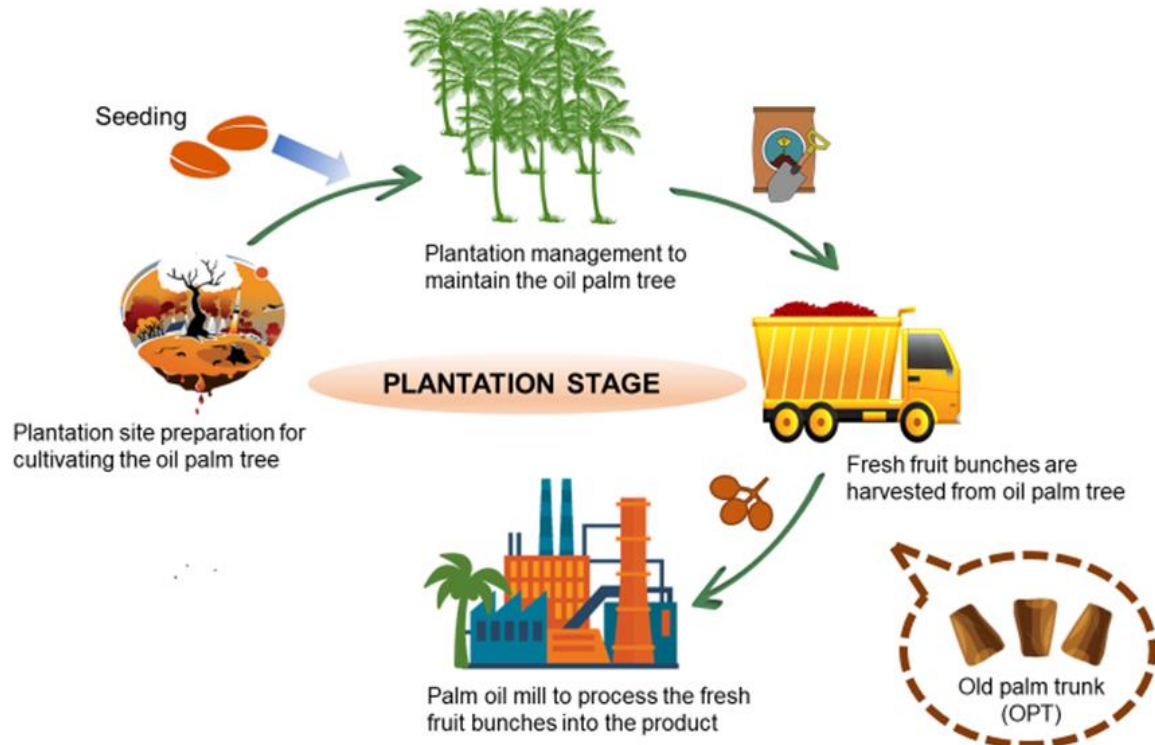 Seeding
Plantation management to
maintain the oil palm tree
PLANTATION STAGE
Plantation site preparation for
cultivating the oil palm tree
Fresh fruit bunches are
harvested from oil palm tree
Palm oil mill to process the fresh
fruit bunches into the product
Old palm trunk
(OPT)